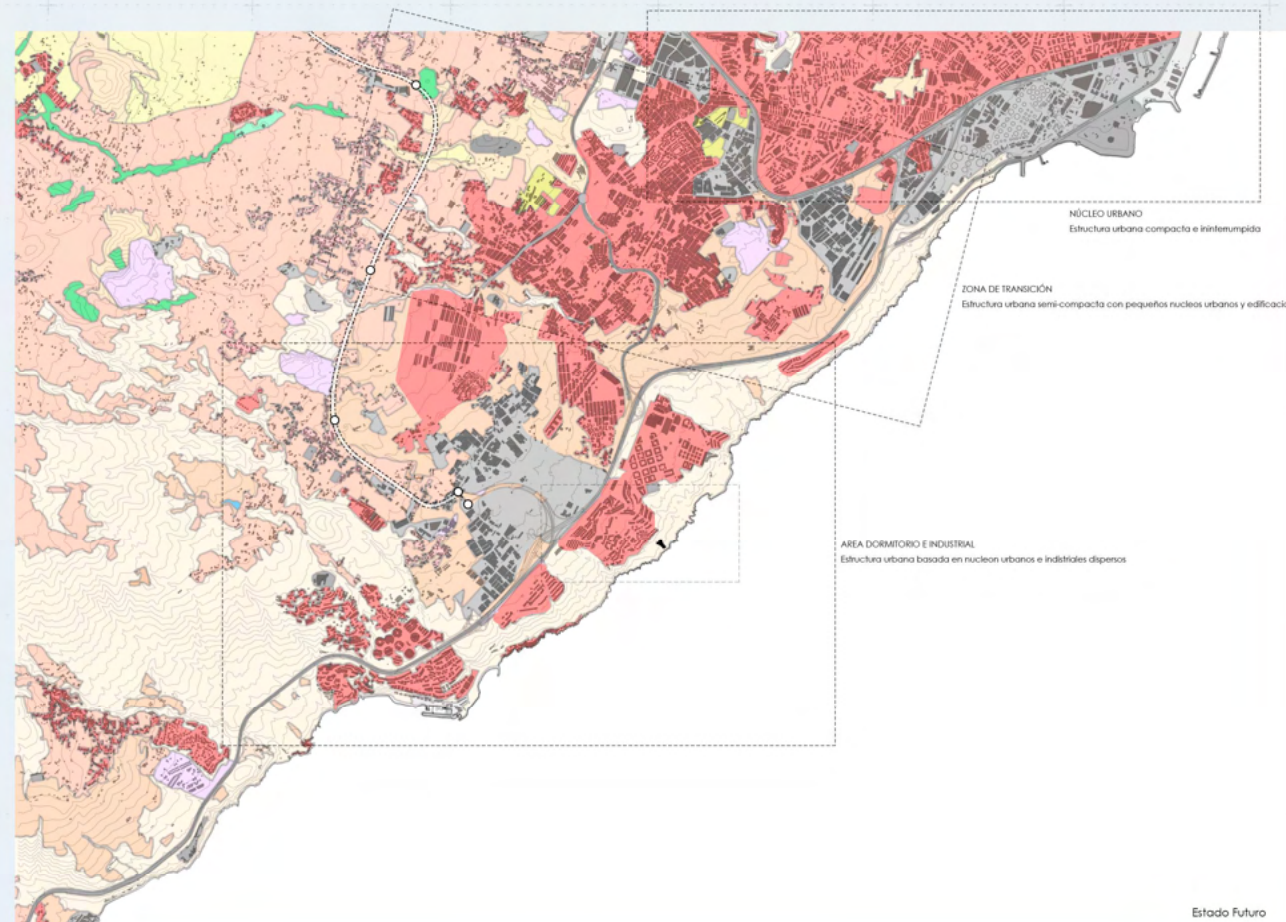 NÚCLEO URBANO
Estructura urbana compacta e ininterrumpida
ZONA DE TRANSICIÓN
Estructura urbana semi-compacta con pequeños nucleos urbanos y edificacio
AREA DORMITORIO E INDUSTRIAL
Estructura urbana basada en nucleon urbanos e indistriales dispersos
Estado Futuro